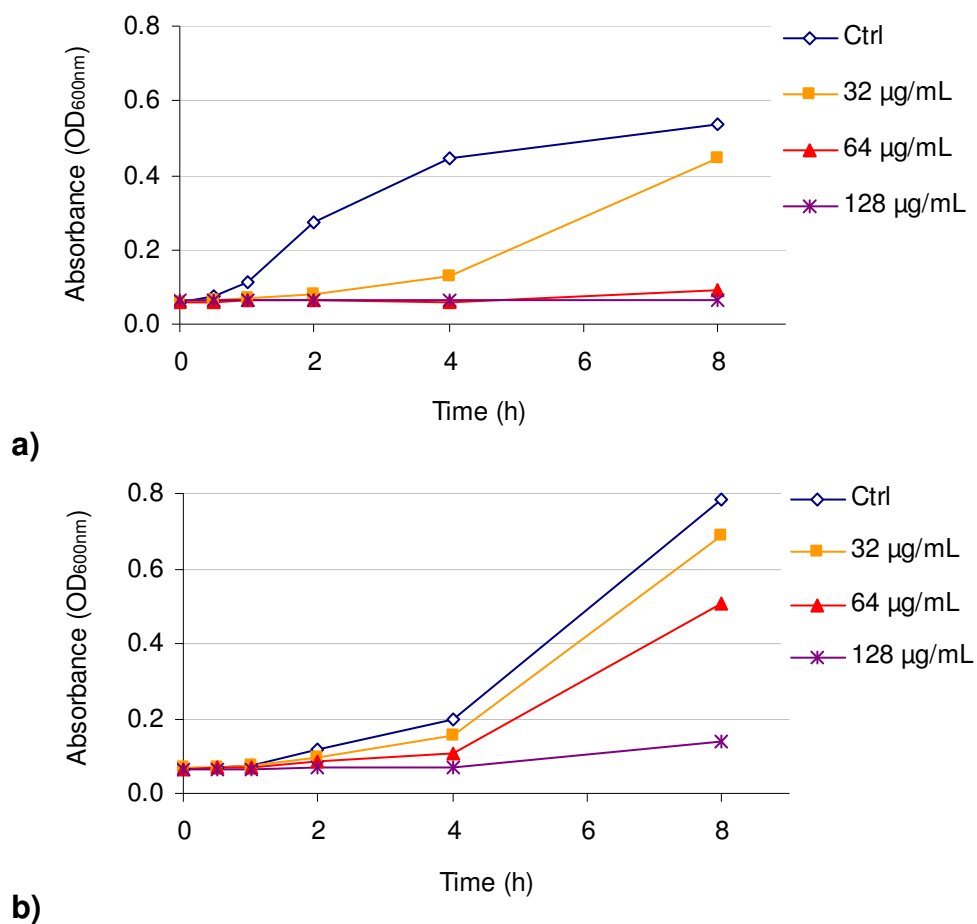 0.8
0.6
0.4
0.2
0.0
Absorbance (OD600nm)
0 2 4 6 8
Time (h)
Ctrl
32 µg/mL
64 µg/mL
128 µg/mL
a)
0.8
0.6
0.4
0.2
0.0
Absorbance (OD600nm)
0 2 4 6 8
Time (h)
Ctrl
32 µg/mL
64 µg/mL
128 µg/mL
b)